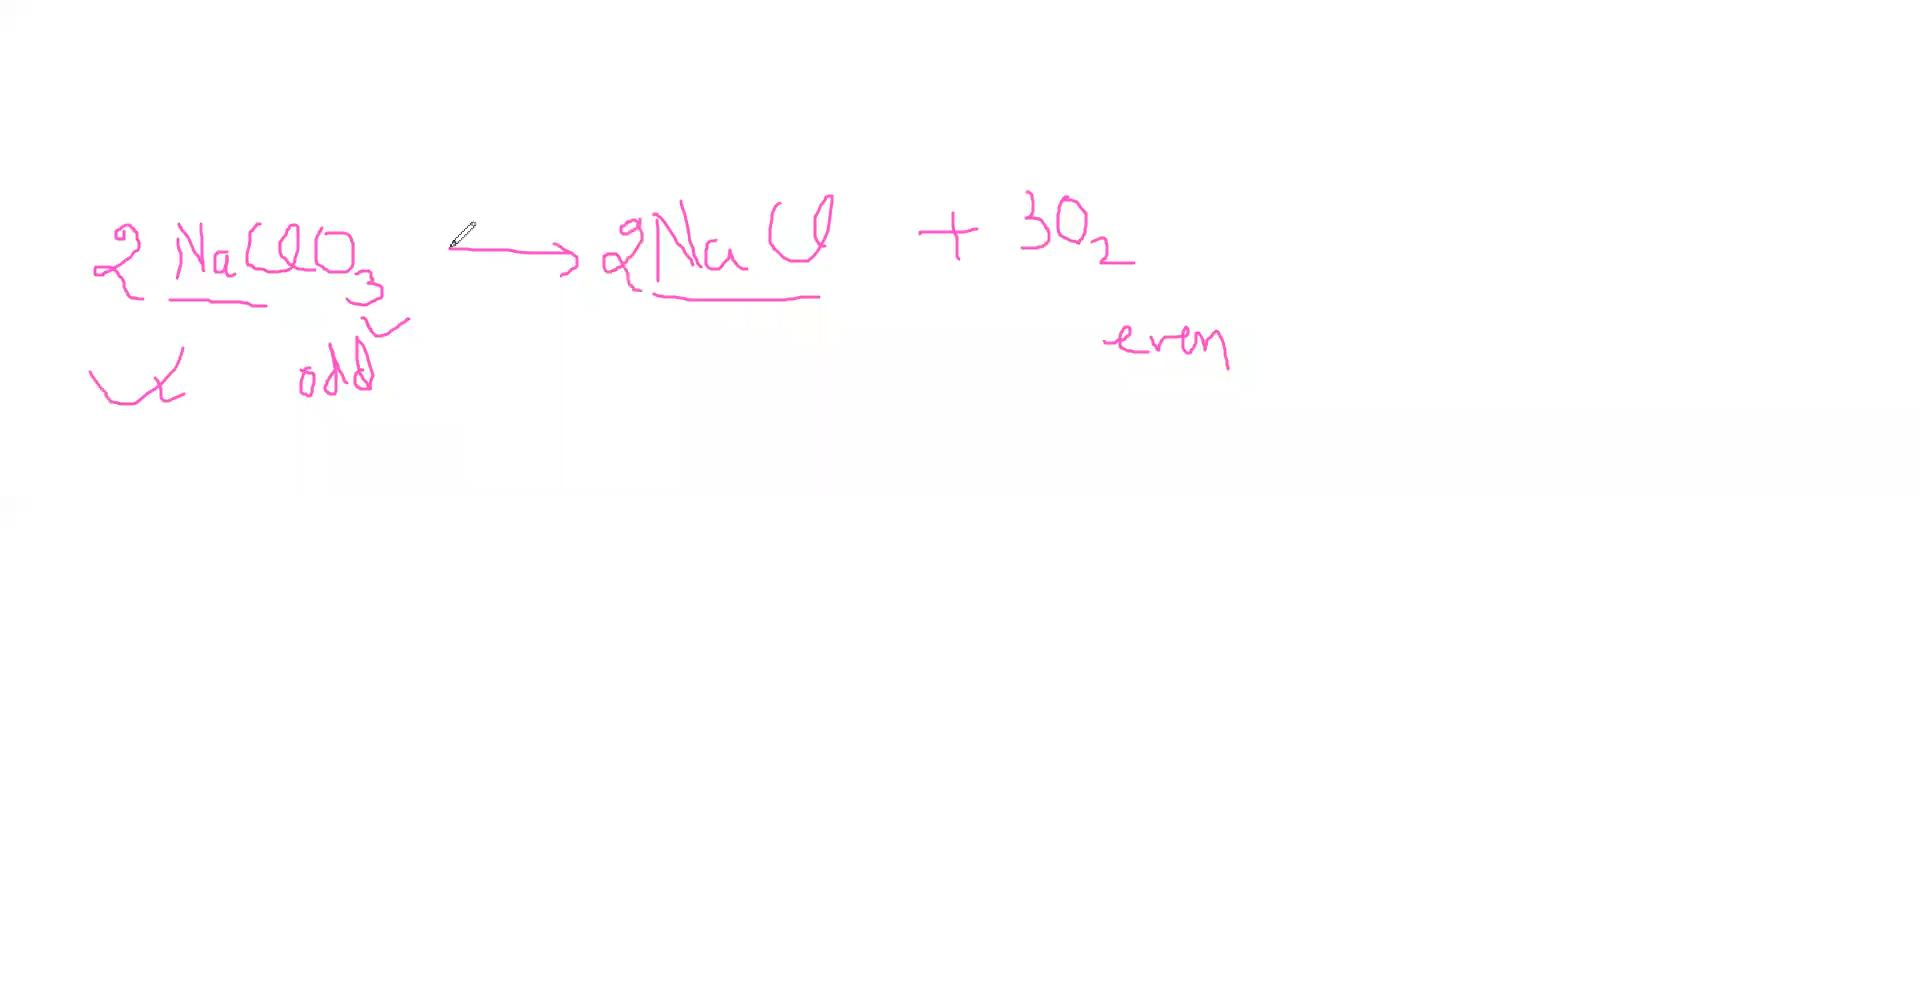 2 NaClO₃ → 2NaCl + 3O₂
odd even